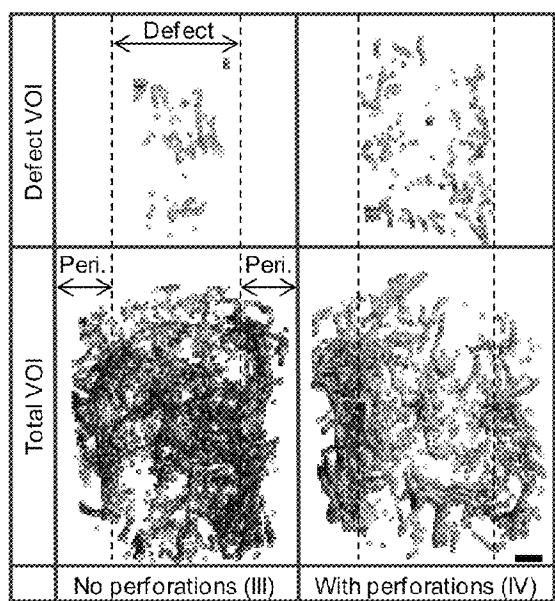 Defect VOI
Defect
Total VOI
Peri.
Peri.
No perforations (III)
With perforations (IV)